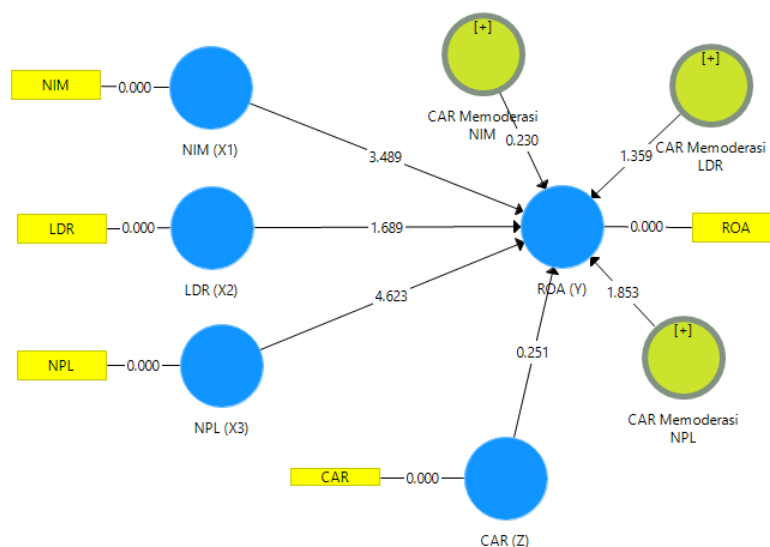 [+]
CAR Memoderasi
NIM
[+]
CAR Memoderasi
LDR
NIM
0.000
NIM (X1)
3.489
0.230
1.359
LDR
0.000
LDR (X2)
1.689
ROA (Y)
0.000
ROA
NPL
0.000
NPL (X3)
4.623
1.853
[+]
CAR Memoderasi
NPL
0.251
CAR
0.000
CAR (Z)